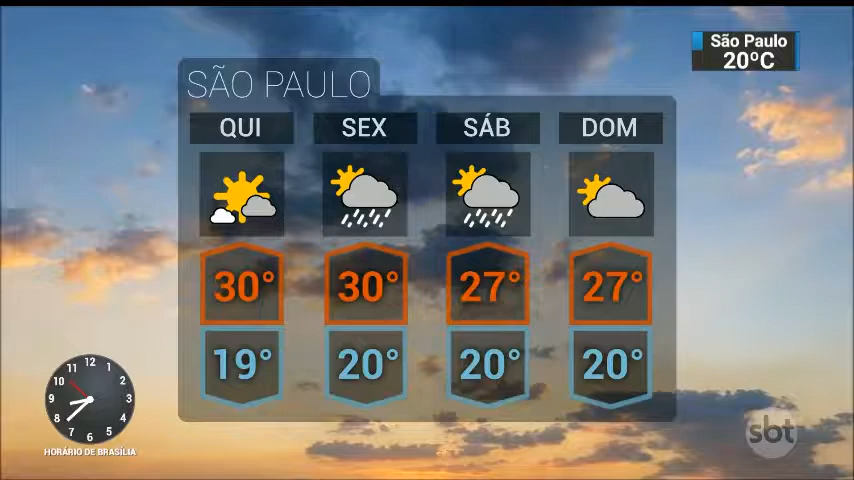 São Paulo
20ºC
SÃO PAULO
QUI SEX SÁB DOM
30° 30° 27° 27°
19° 20° 20° 20°
12
11 1
10 2
9 3
8 4
7 5
6
HORÁRIO DE BRASÍLIA
sbt